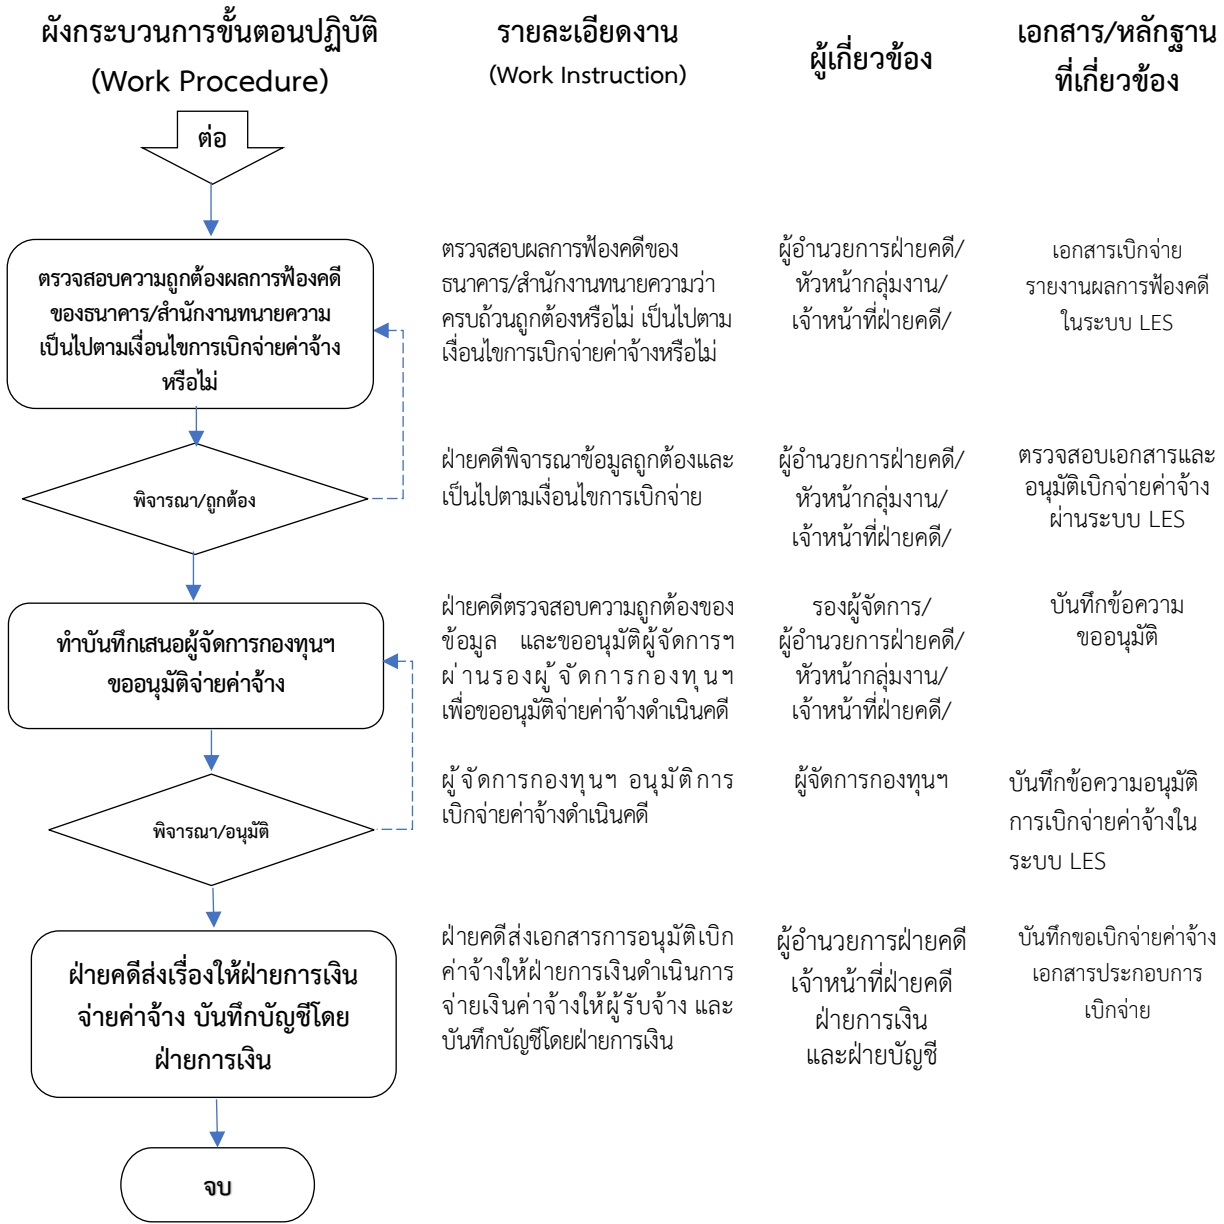 ผังกระบวนการขั้นตอนปฏิบัติ
(Work Procedure)
รายละเอียดงาน
(Work Instruction)
ผู้เกี่ยวข้อง
เอกสาร/หลักฐาน
ที่เกี่ยวข้อง
ต่อ
ตรวจสอบความถูกต้องผลการฟ้องคดี
ของธนาคาร/สำนักงานทนายความ
เป็นไปตามเงื่อนไขการเบิกจ่ายค่าจ้าง
หรือไม่
ตรวจสอบผลการฟ้องคดีของ
ธนาคาร/สำนักงานทนายความว่า
ครบถ้วนถูกต้องหรือไม่ เป็นไปตาม
เงื่อนไขการเบิกจ่ายค่าจ้างหรือไม่
ผู้อำนวยการฝ่ายคดี/
หัวหน้ากลุ่มงาน/
เจ้าหน้าที่ฝ่ายคดี/
เอกสารเบิกจ่าย
รายงานผลการฟ้องคดี
ในระบบ LES
พิจารณา/ถูกต้อง
ฝ่ายคดีพิจารณาข้อมูลถูกต้องและ
เป็นไปตามเงื่อนไขการเบิกจ่าย
ผู้อำนวยการฝ่ายคดี/
หัวหน้ากลุ่มงาน/
เจ้าหน้าที่ฝ่ายคดี/
ตรวจสอบเอกสารและ
อนุมัติเบิกจ่ายค่าจ้าง
ผ่านระบบ LES
ทำบันทึกเสนอผู้จัดการกองทุนฯ
ขออนุมัติจ่ายค่าจ้าง
ฝ่ายคดีตรวจสอบความถูกต้องของ
ข้อมูล และขออนุมัติผู้จัดการฯ
ผ่านรองผู้จัดการกองทุนฯ
เพื่อขออนุมัติจ่ายค่าจ้างดำเนินคดี
รองผู้จัดการ/
ผู้อำนวยการฝ่ายคดี/
หัวหน้ากลุ่มงาน/
เจ้าหน้าที่ฝ่ายคดี/
บันทึกข้อความ
ขออนุมัติ
พิจารณา/อนุมัติ
ผู้จัดการกองทุนฯ อนุมัติการ
เบิกจ่ายค่าจ้างดำเนินคดี
ผู้จัดการกองทุนฯ
บันทึกข้อความอนุมัติ
การเบิกจ่ายค่าจ้างใน
ระบบ LES
ฝ่ายคดีส่งเรื่องให้ฝ่ายการเงิน
จ่ายค่าจ้าง บันทึกบัญชีโดย
ฝ่ายการเงิน
ฝ่ายคดีส่งเอกสารการอนุมัติเบิก
ค่าจ้างให้ฝ่ายการเงินดำเนินการ
จ่ายเงินค่าจ้างให้ผู้รับจ้าง และ
บันทึกบัญชีโดยฝ่ายการเงิน
ผู้อำนวยการฝ่ายคดี
เจ้าหน้าที่ฝ่ายคดี
ฝ่ายการเงิน
และฝ่ายบัญชี
บันทึกขอเบิกจ่ายค่าจ้าง
เอกสารประกอบการ
เบิกจ่าย
จบ